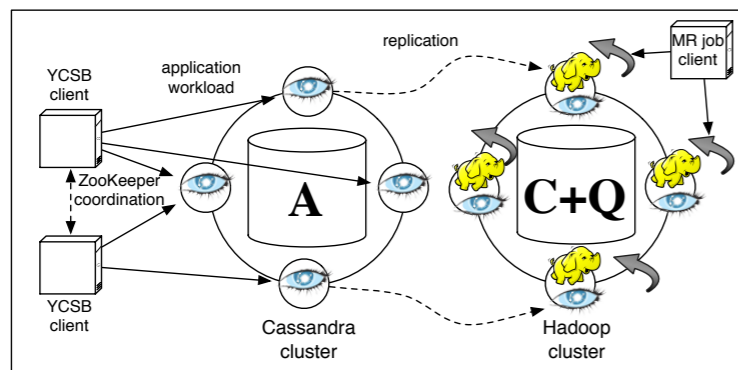 YCSB
client
application
workload
replication
MR job
client
ZooKeeper
coordination
A
C+Q
YCSB
client
Cassandra
cluster
Hadoop
cluster